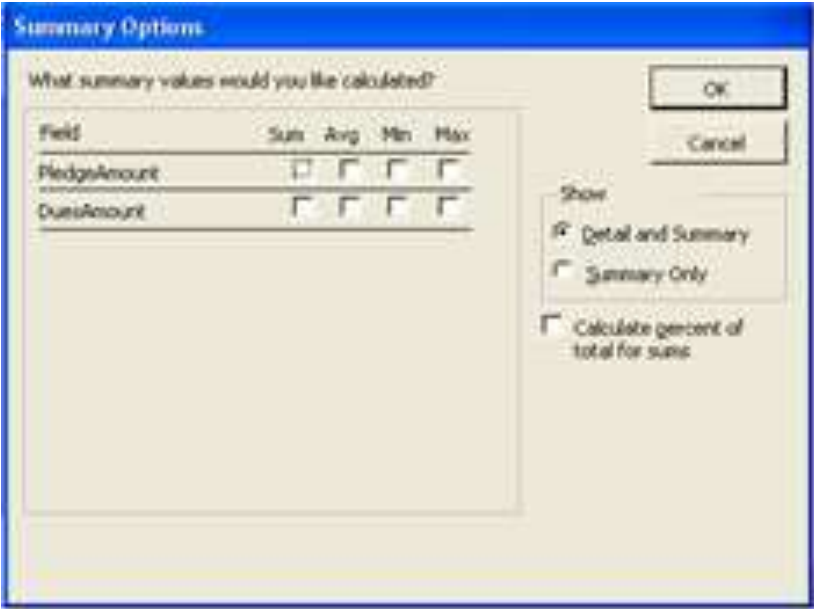 Summary Options
What summary values would you like calculated?
OK
Cancel
Field Sum Avg Min Max
PledgeAmount
DuesAmount
Show
Detail and Summary
Summary Only
Calculate percent of
total for sums